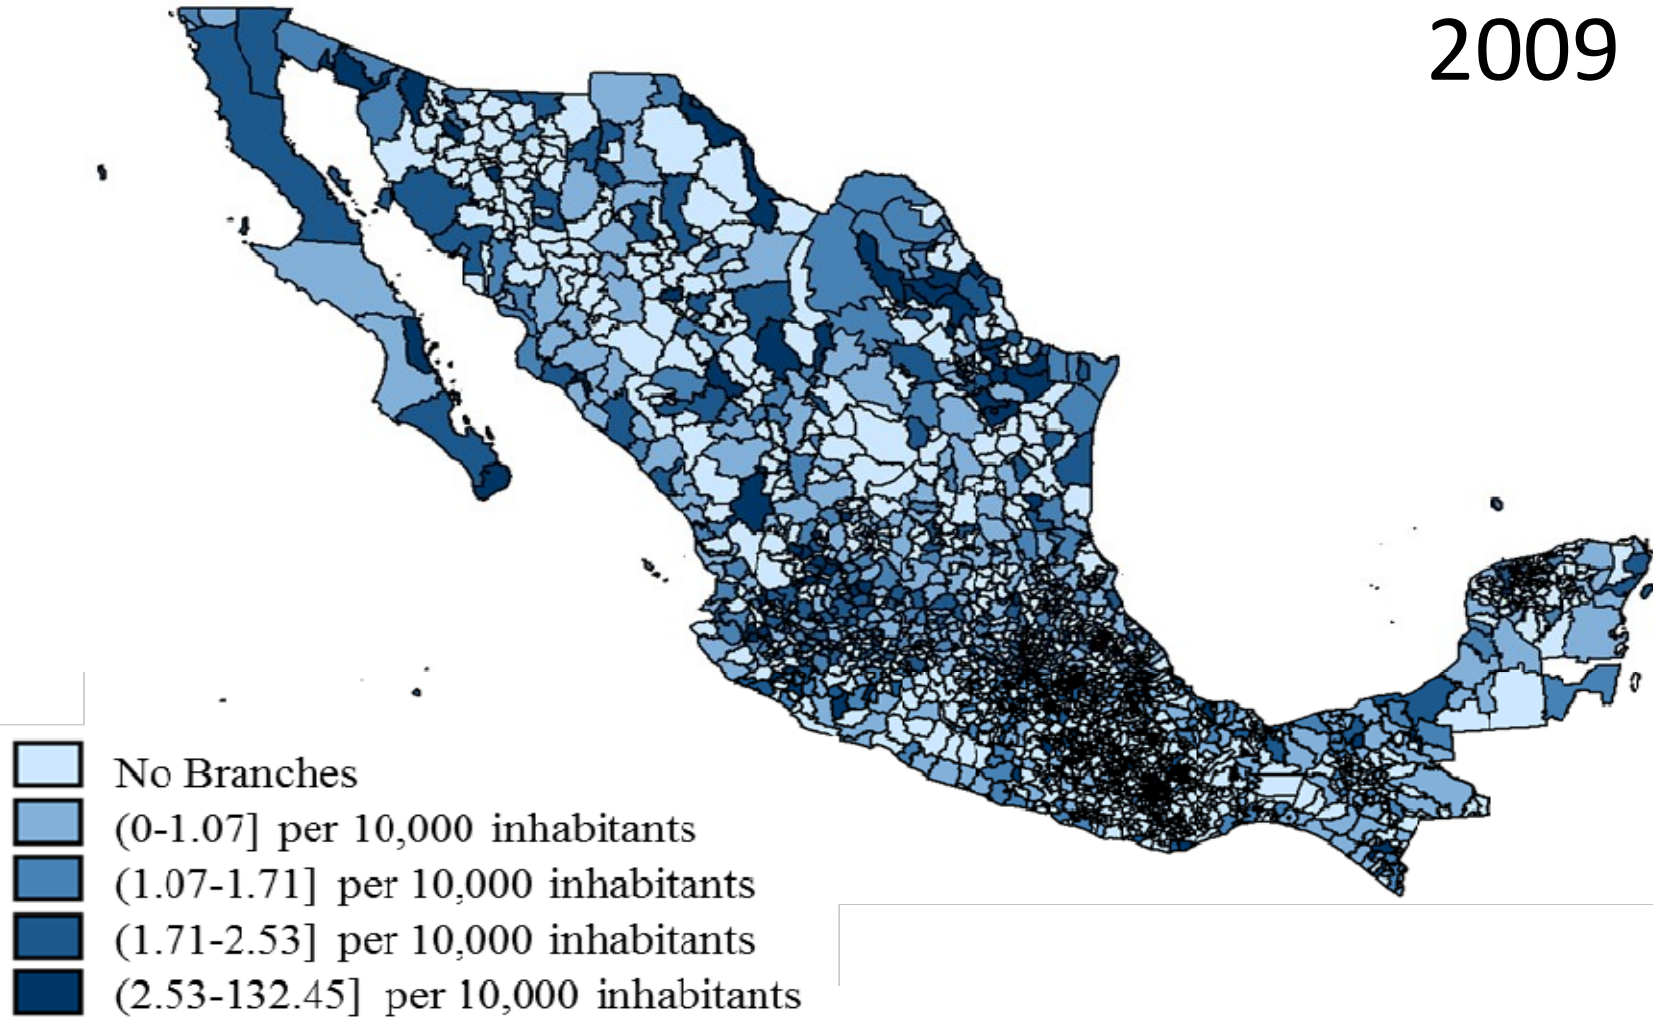 2009
No Branches
(0-1.07] per 10,000 inhabitants
(1.07-1.71] per 10,000 inhabitants
(1.71-2.53] per 10,000 inhabitants
(2.53-132.45] per 10,000 inhabitants